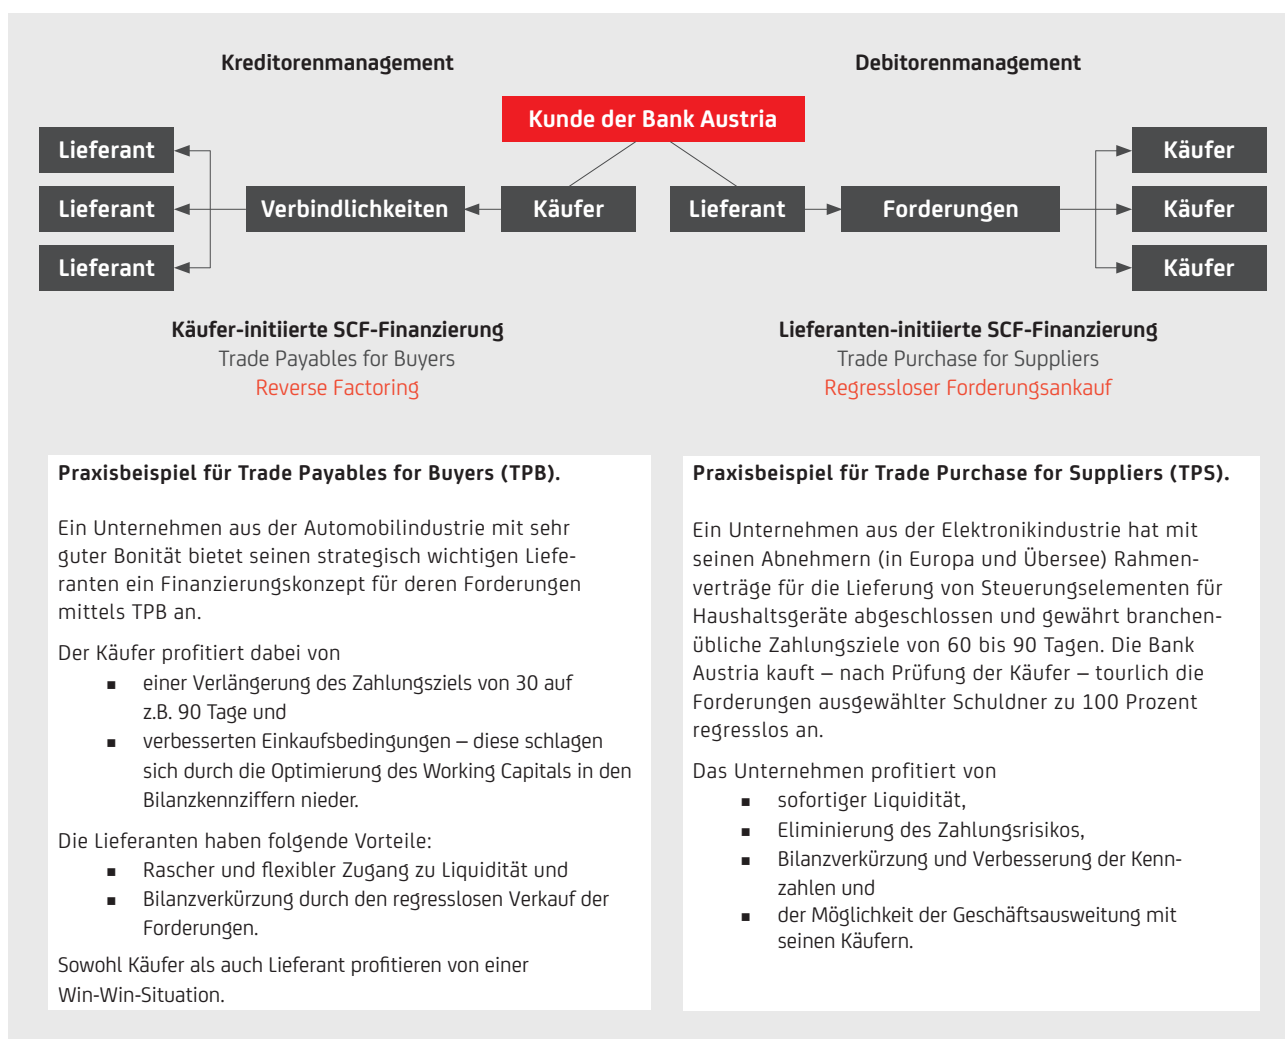 Kreditorenmanagement
Debitorenmanagement
Kunde der Bank Austria
Lieferant
Käufer
Lieferant
Verbindlichkeiten
Käufer
Lieferant
Forderungen
Käufer
Lieferant
Käufer
Käufer-initiierte SCF-Finanzierung
Trade Payables for Buyers
Reverse Factoring
Lieferanten-initiierte SCF-Finanzierung
Trade Purchase for Suppliers
Regressloser Forderungsankauf
Praxisbeispiel für Trade Payables for Buyers (TPB).
Ein Unternehmen aus der Automobilindustrie mit sehr
guter Bonität bietet seinen strategisch wichtigen Liefe-
ranten ein Finanzierungskonzept für deren Forderungen
mittels TPB an.
Der Käufer profitiert dabei von
▪ einer Verlängerung des Zahlungsziels von 30 auf
z.B. 90 Tage und
▪ verbesserten Einkaufsbedingungen – diese schlagen
sich durch die Optimierung des Working Capitals in den
Bilanzkennziffern nieder.
Die Lieferanten haben folgende Vorteile:
▪ Rascher und flexibler Zugang zu Liquidität und
▪ Bilanzverkürzung durch den regresslosen Verkauf der
Forderungen.
Sowohl Käufer als auch Lieferant profitieren von einer
Win-Win-Situation.
Praxisbeispiel für Trade Purchase for Suppliers (TPS).
Ein Unternehmen aus der Elektronikindustrie hat mit
seinen Abnehmern (in Europa und Übersee) Rahmen-
verträge für die Lieferung von Steuerungselementen für
Haushaltsgeräte abgeschlossen und gewährt branchen-
übliche Zahlungsziele von 60 bis 90 Tagen. Die Bank
Austria kauft – nach Prüfung der Käufer – tourlich die
Forderungen ausgewählter Schuldner zu 100 Prozent
regresslos an.
Das Unternehmen profitiert von
▪ sofortiger Liquidität,
▪ Eliminierung des Zahlungsrisikos,
▪ Bilanzverkürzung und Verbesserung der Kenn-
zahlen und
▪ der Möglichkeit der Geschäftsausweitung mit
seinen Käufern.